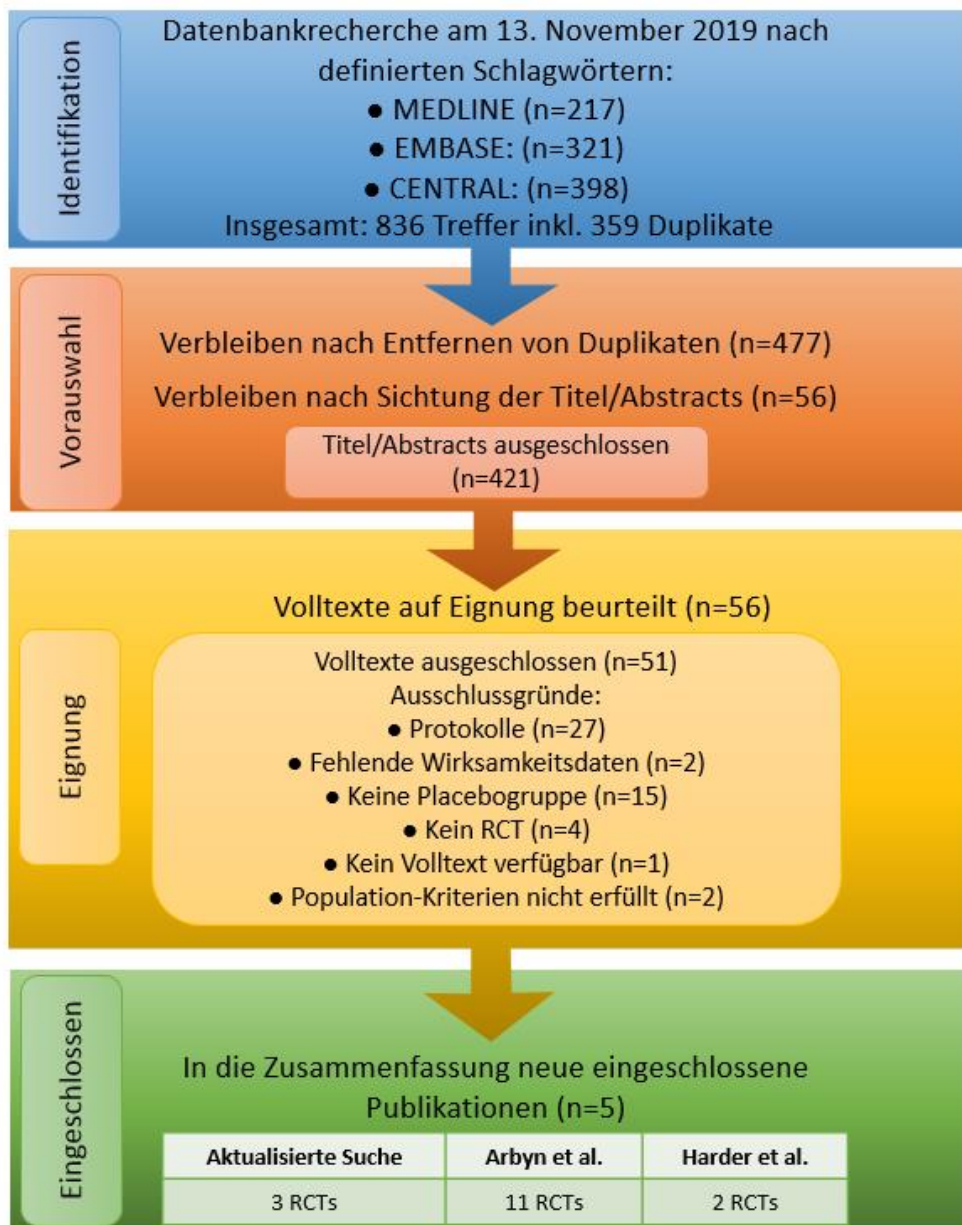 Identifikation
Datenbankrecherche am 13. November 2019 nach
definierten Schlagwörtern:
● MEDLINE (n=217)
● EMBASE: (n=321)
● CENTRAL: (n=398)
Insgesamt: 836 Treffer inkl. 359 Duplikate
Vorauswahl
Verbleiben nach Entfernen von Duplikaten (n=477)
Verbleiben nach Sichtung der Titel/Abstracts (n=56)
Titel/Abstracts ausgeschlossen
(n=421)
Eignung
Volltexte auf Eignung beurteilt (n=56)
Volltexte ausgeschlossen (n=51)
Ausschlussgründe:
● Protokolle (n=27)
● Fehlende Wirksamkeitsdaten (n=2)
● Keine Placebogruppe (n=15)
● Kein RCT (n=4)
● Kein Volltext verfügbar (n=1)
● Population-Kriterien nicht erfüllt (n=2)
Eingeschlossen
In die Zusammenfassung neue eingeschlossene
Publikationen (n=5)
Aktualisierte Suche Arbyn et al. Harder et al.
3 RCTs 11 RCTs 2 RCTs